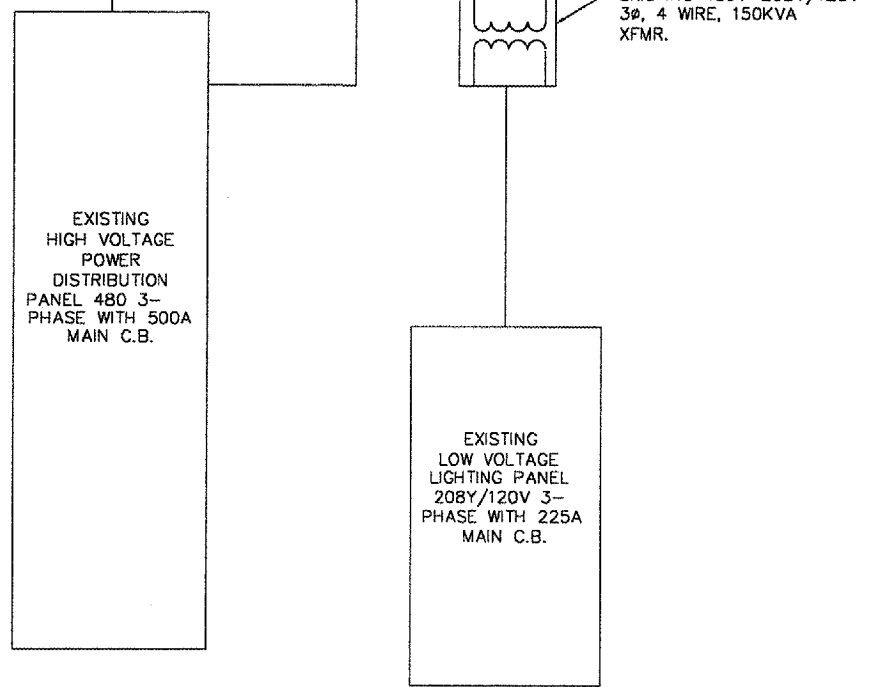 3ø, 4 WIRE, 150KVA
XFMR.
EXISTING
HIGH VOLTAGE
POWER
DISTRIBUTION
PANEL 480 3-
PHASE WITH 500A
MAIN C.B.
EXISTING
LOW VOLTAGE
LIGHTING PANEL
208Y/120V 3-
PHASE WITH 225A
MAIN C.B.